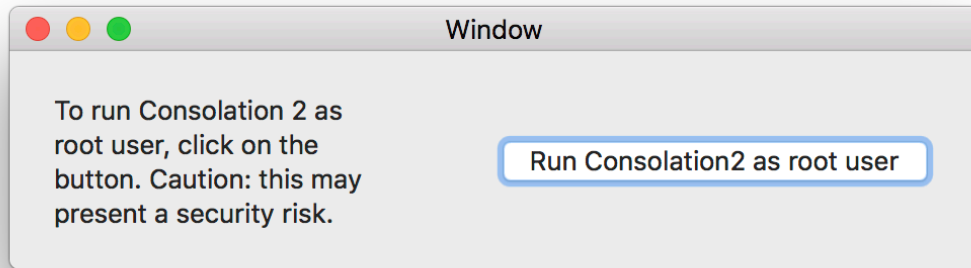 Window
To run Consolation 2 as
root user, click on the
button. Caution: this may
present a security risk.
Run Consolation2 as root user